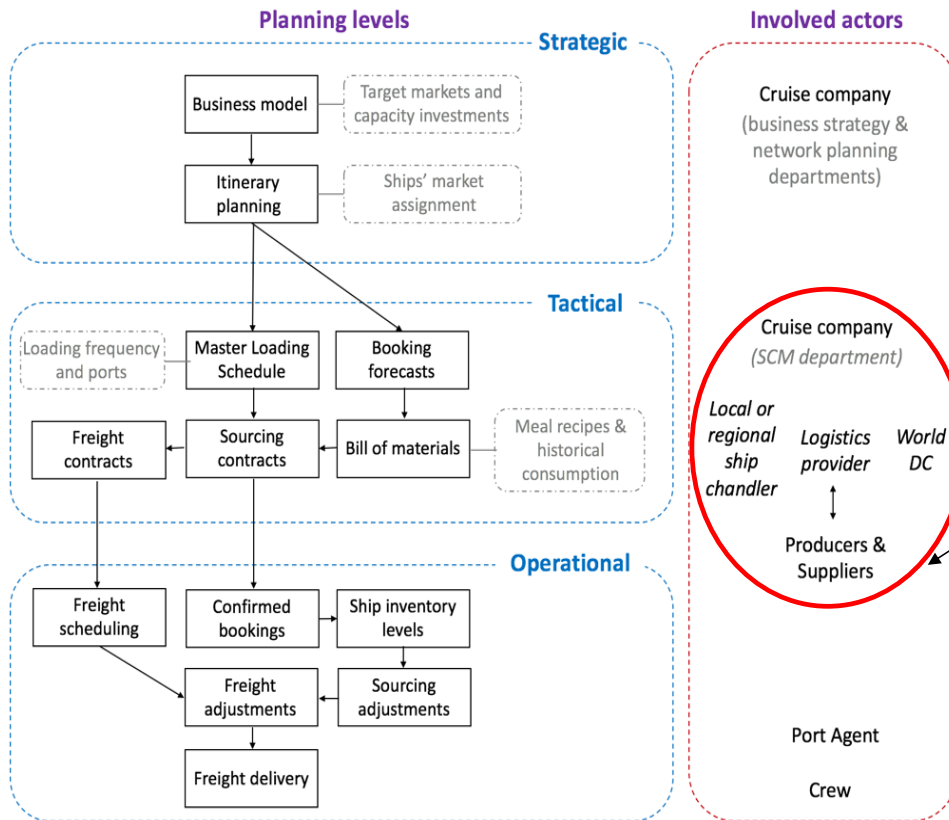 Planning levels
Involved actors
Strategic
Business model
Target markets and
capacity investments
Itinerary
planning
Ships' market
assignment
Cruise company
(business strategy &
network planning
departments)
Tactical
Loading frequency
and ports
Master Loading
Schedule
Booking
forecasts
Freight
contracts
Sourcing
contracts
Bill of materials
Meal recipes &
historical
consumption
Cruise company
(SCM department)
Local or
regional
ship
chandler
Logistics
provider
World
DC
Producers &
Suppliers
Operational
Freight
scheduling
Confirmed
bookings
Ship inventory
levels
Freight
adjustments
Sourcing
adjustments
Freight delivery
Port Agent
Crew